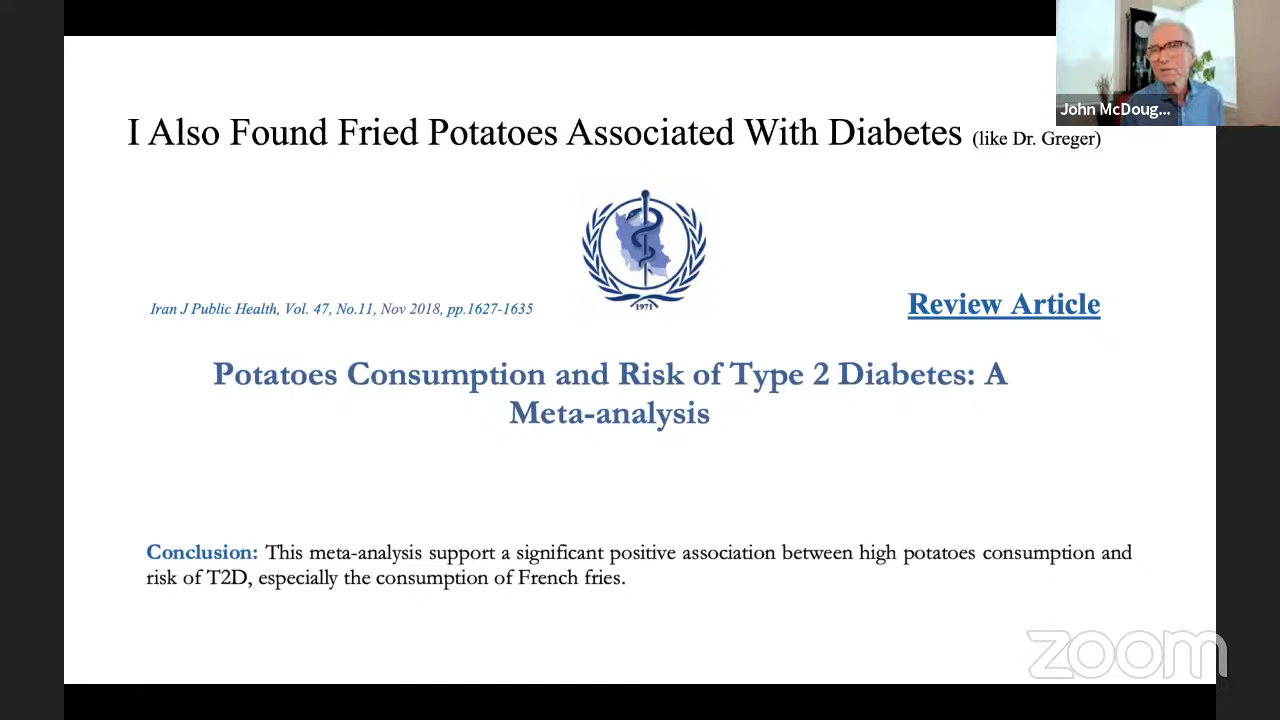 John McDoug...
I Also Found Fried Potatoes Associated With Diabetes (like Dr. Greger)
1971
Iran J Public Health, Vol. 47, No.11, Nov 2018, pp.1627-1635
Review Article
Potatoes Consumption and Risk of Type 2 Diabetes: A
Meta-analysis
Conclusion: This meta-analysis support a significant positive association between high potatoes consumption and
risk of T2D, especially the consumption of French fries.
zoom